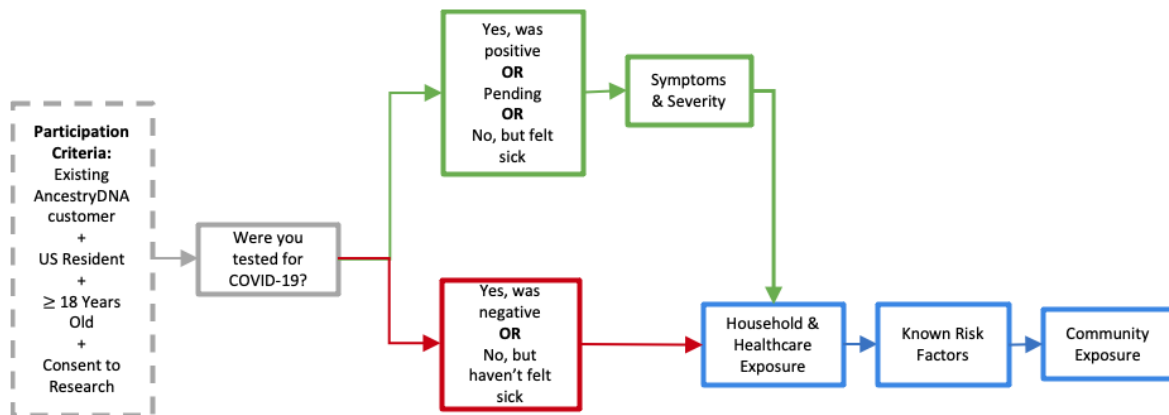 Participation
Criteria:
Existing
AncestryDNA
customer
+
US Resident
+
≥ 18 Years
Old
+
Consent to
Research
Were you
tested for
COVID-19?
Yes, was
positive
OR
Pending
OR
No, but felt
sick
Symptoms
& Severity
Yes, was
negative
OR
No, but
haven't felt
sick
Household &
Healthcare
Exposure
Known Risk
Factors
Community
Exposure